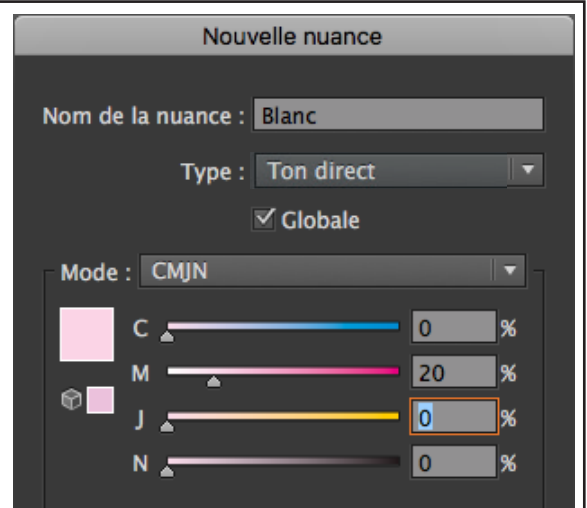 Nouvelle nuance
Nom de la nuance : Blanc
Type : Ton direct
Globale
Mode : CMJN
C 0 %
M 20 %
J 0 %
N 0 %